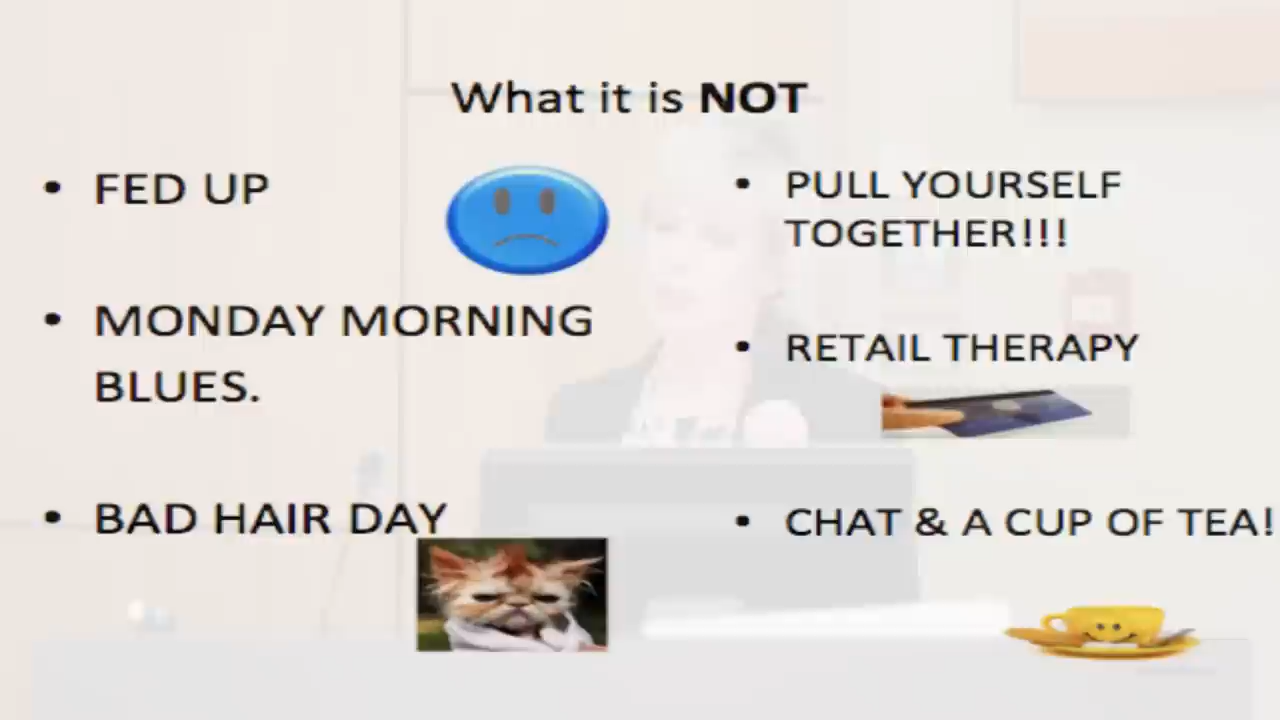 What it is NOT
• FED UP
• MONDAY MORNING
BLUES.
• BAD HAIR DAY
• PULL YOURSELF
TOGETHER!!!
• RETAIL THERAPY
• CHAT & A CUP OF TEA!